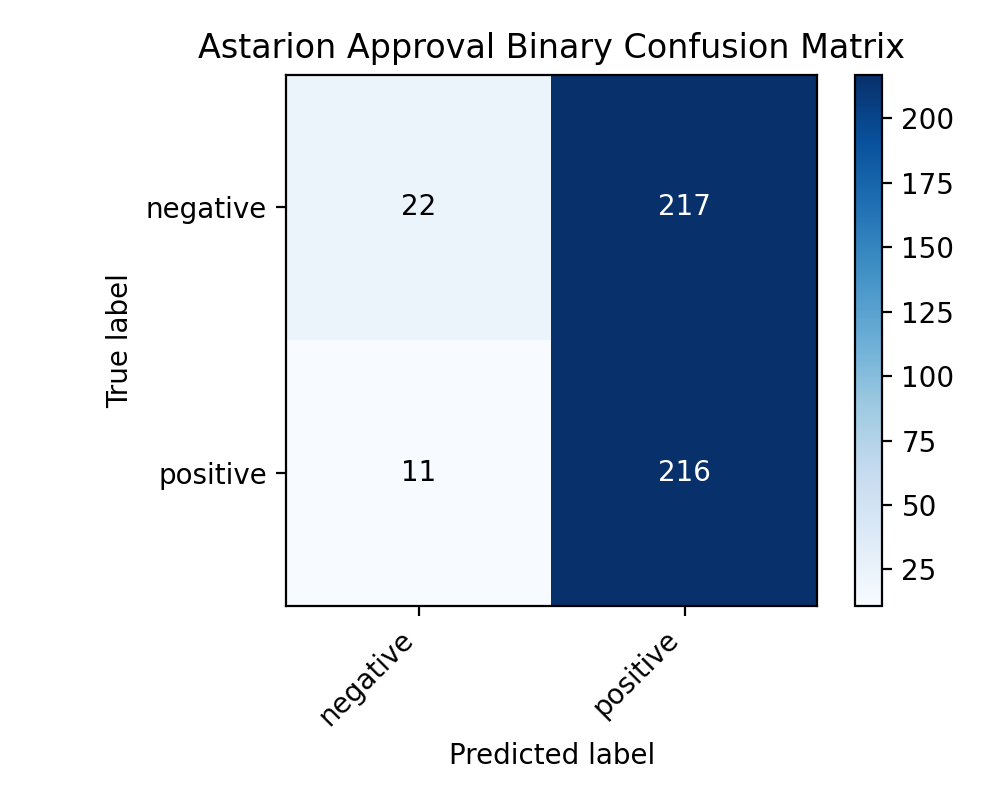 Astarion Approval Binary Confusion Matrix
True label
negative
22
217
positive
11
216
negative
positive
Predicted label
200
175
150
125
100
75
50
25